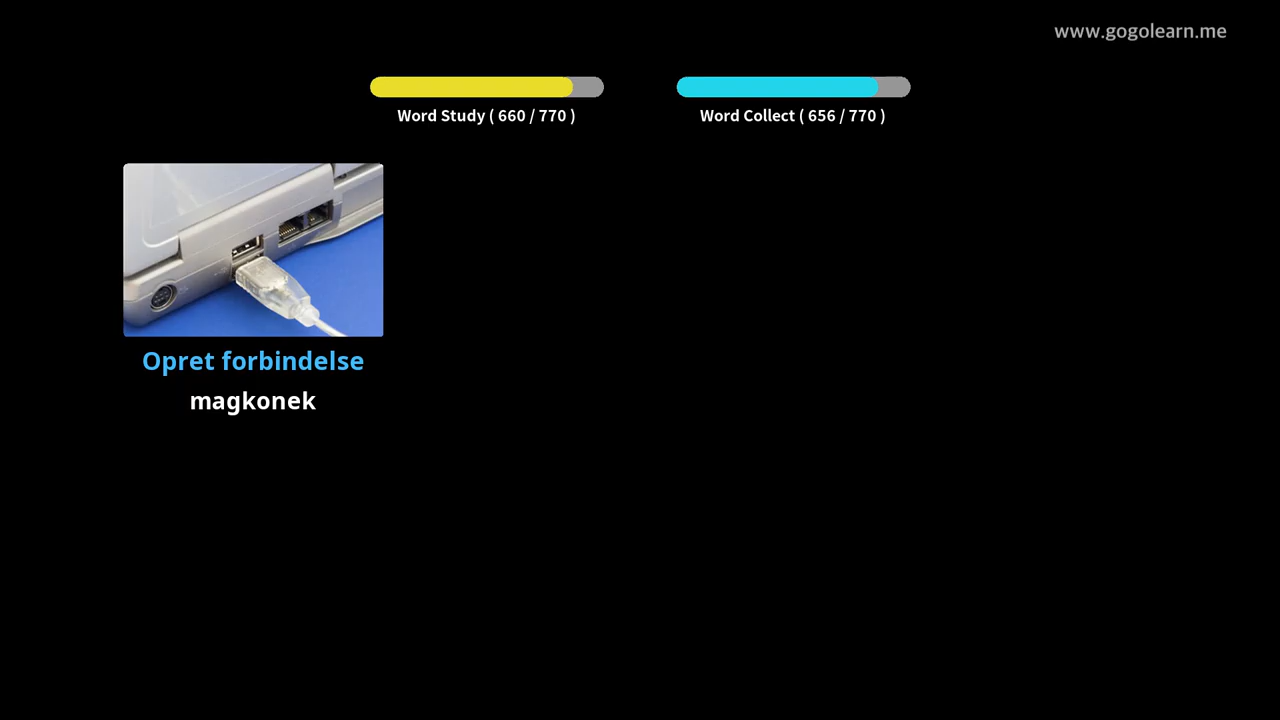 www.gogolearn.me
Word Study ( 660 / 770 )
Word Collect ( 656 / 770 )
Opret forbindelse
magkonek